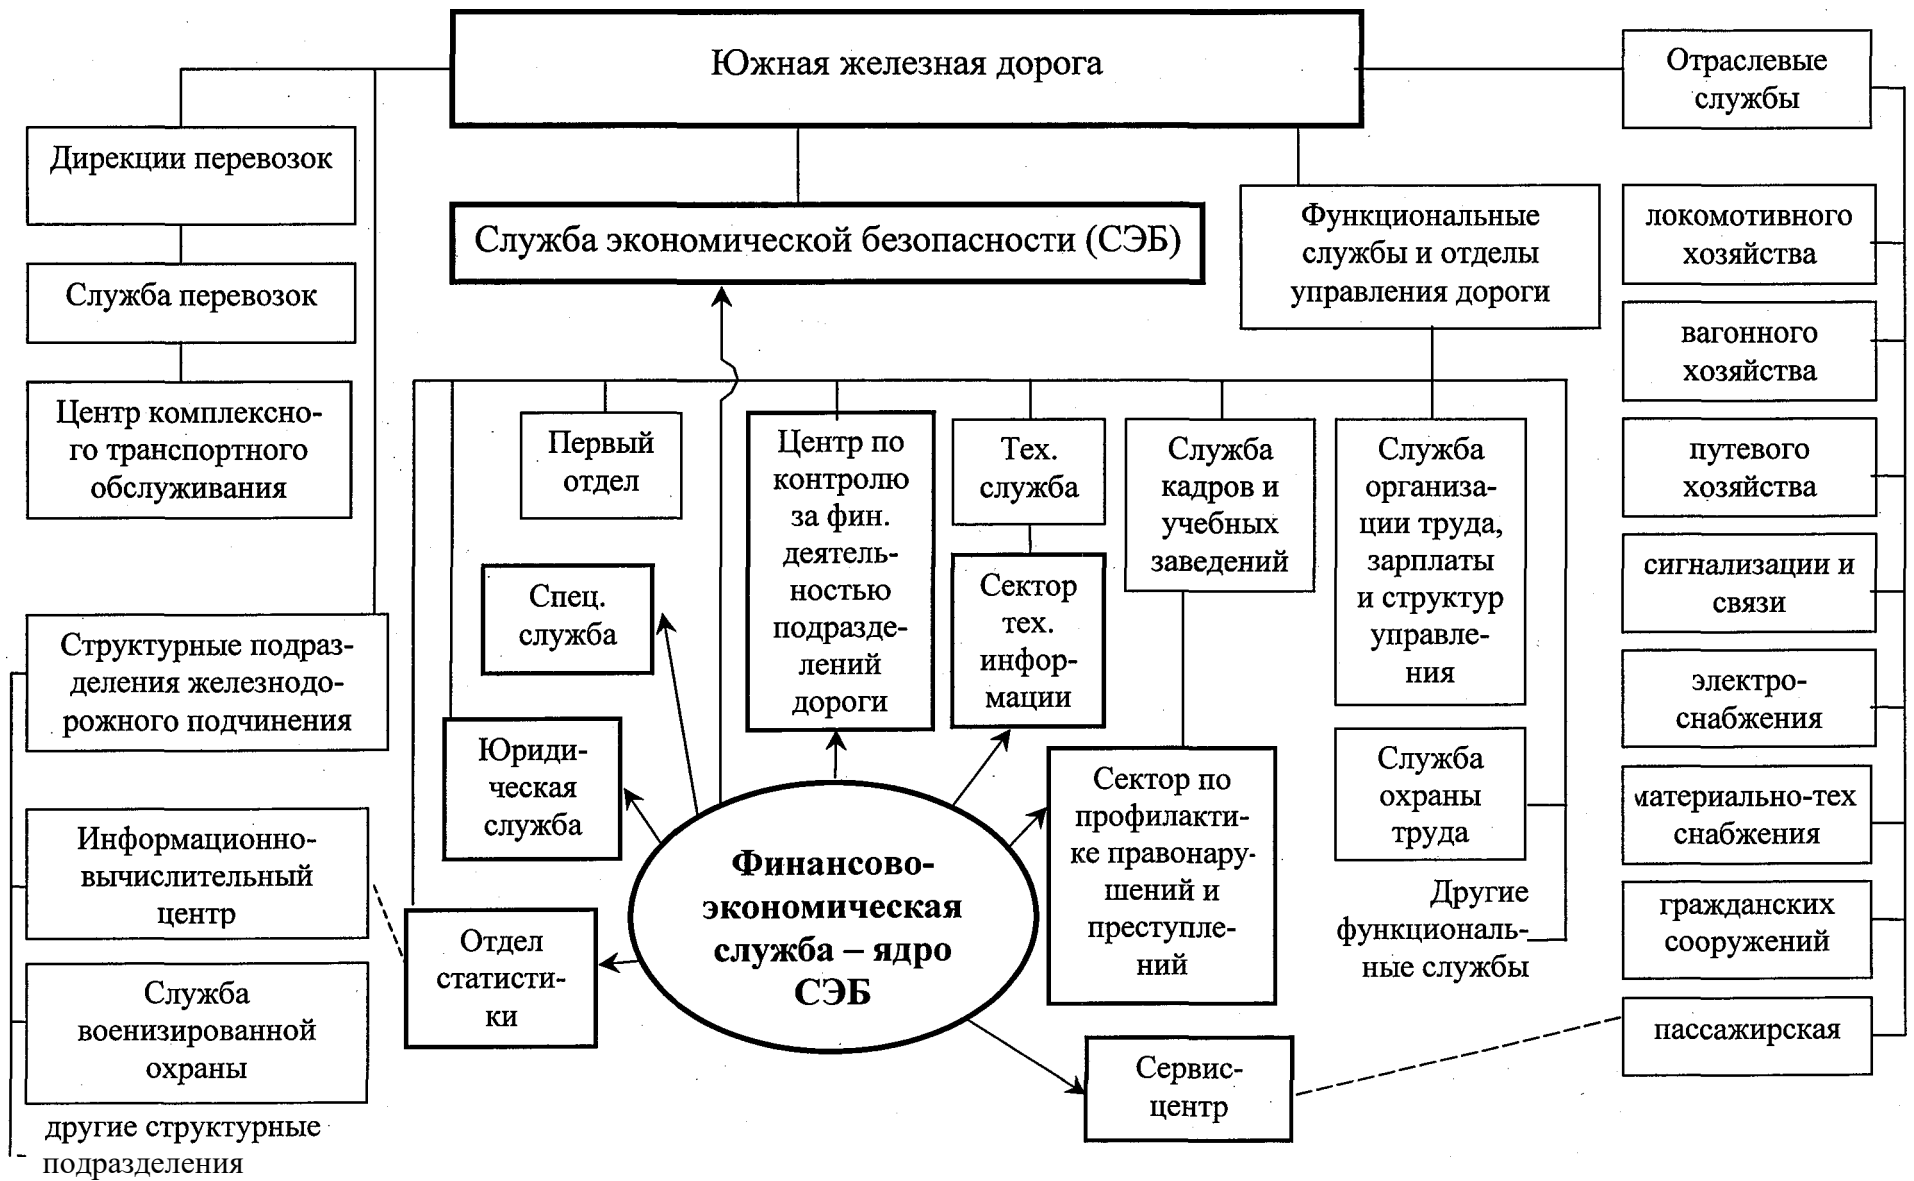 Южная железная дорога
Отраслевые
службы
Дирекции перевозок
Служба экономической безопасности (СЭБ)
Функциональные
службы и отделы
управления дороги
локомотивного
хозяйства
Служба перевозок
вагонного
хозяйства
Центр комплексно-
го транспортного
обслуживания
Первый
отдел
Центр по
контролю
за фин.
деятель-
ностью
подразде-
лений
дороги
Тех.
служба
Служба
кадров и
учебных
заведений
Служба
организа-
ции труда,
зарплаты
и структур
управле-
ния
путевого
хозяйства
сигнализации и
связи
Спец.
служба
Сектор
тех.
инфор-
мации
Структурные подраз-
деления железнодо-
рожного подчинения
электро-
снабжения
Юриди-
ческая
служба
Сектор по
профилакти-
ке правонару-
шений и
преступле-
ний
Служба
охраны
труда
материально-тех
снабжения
Информационно-
вычислительный
центр
Финансово-
экономическая
служба – ядро
СЭБ
Другие
функциональ-
ные службы
гражданских
сооружений
Отдел
статисти-
ки
Служба
военизированной
охраны
пассажирская
Сервис-
центр
другие структурные
подразделения